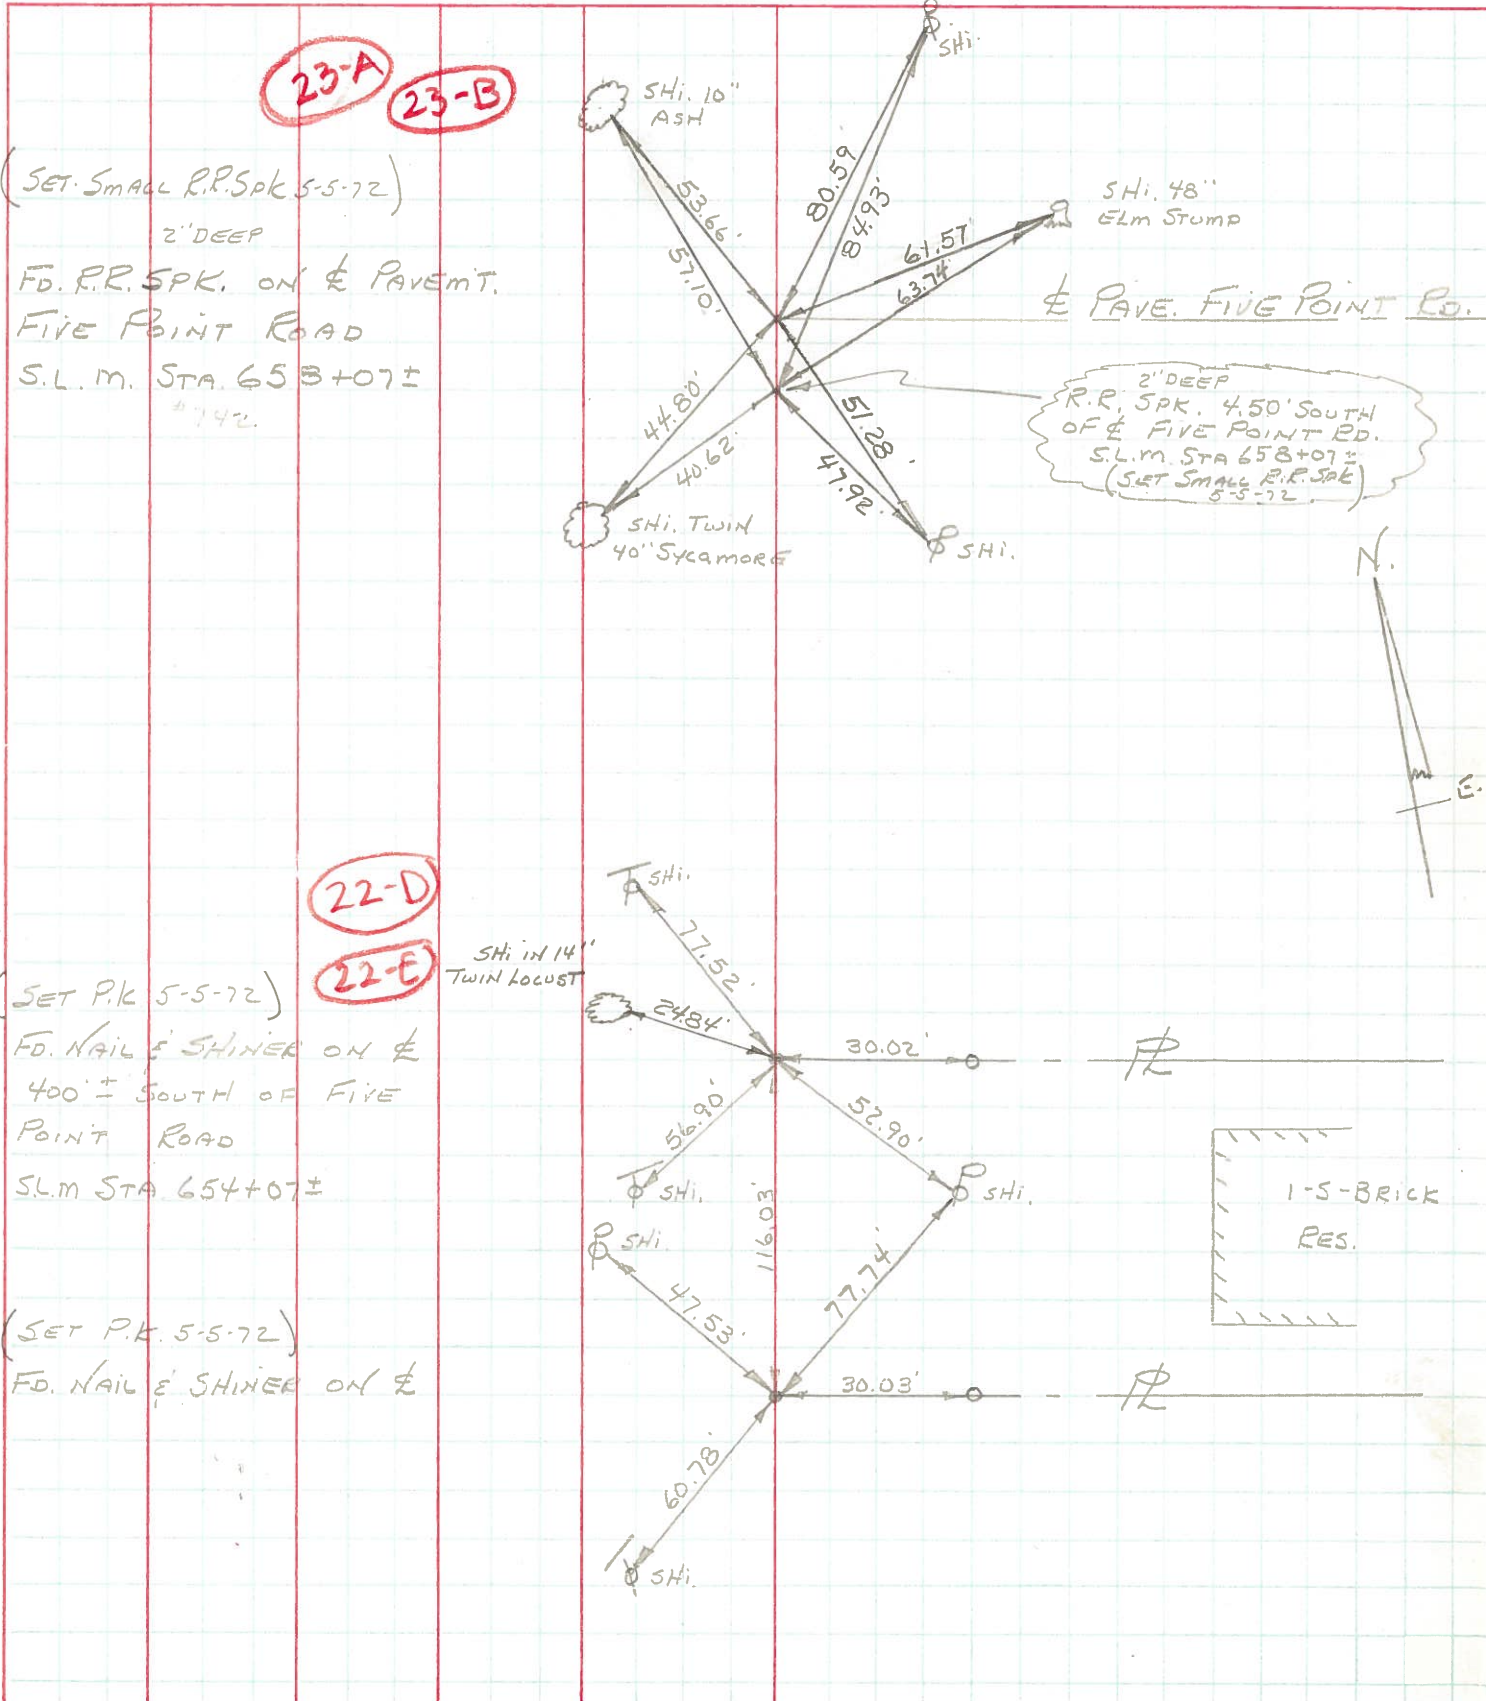 23-A
23-B
(SET. SMALL R.R. SPK 5-5-72)
2" DEEP
FD. R.R. SPK. ON ℄ PAVEMT.
FIVE POINT ROAD
S.L.M. STA. 658+07±
SHi.
SHi. 10"
ASH
53.66'
57.10'
80.59
84.93'
SHi. 48"
ELM STUMP
61.57'
63.74'
℄ PAVE. FIVE POINT RD.
2" DEEP
R.R. SPK. 4.50' SOUTH
OF ℄ FIVE POINT RD.
S.L.M. STA 658+07±
(SET SMALL R.R. SPK)
5-5-72
44.80'
40.62'
51.28'
47.92'
SHi. TWIN
40" SYCAMORE
SHi.
N.
E.
22-D
22-E
(SET P.K 5-5-72)
FD. NAIL & SHINER ON ℄
400'± SOUTH OF FIVE
POINT ROAD
S.L.M STA 654+07±
SHi.
77.52'
SHi IN 14"
TWIN LOCUST
24.84'
30.02'
PL
56.90'
52.90'
SHi.
SHi.
116.03'
1-S-BRICK
RES.
SHi.
47.53'
77.74'
(SET P.K. 5-5-72)
FD. NAIL & SHINER ON ℄
30.03'
PL
60.78'
SHi.